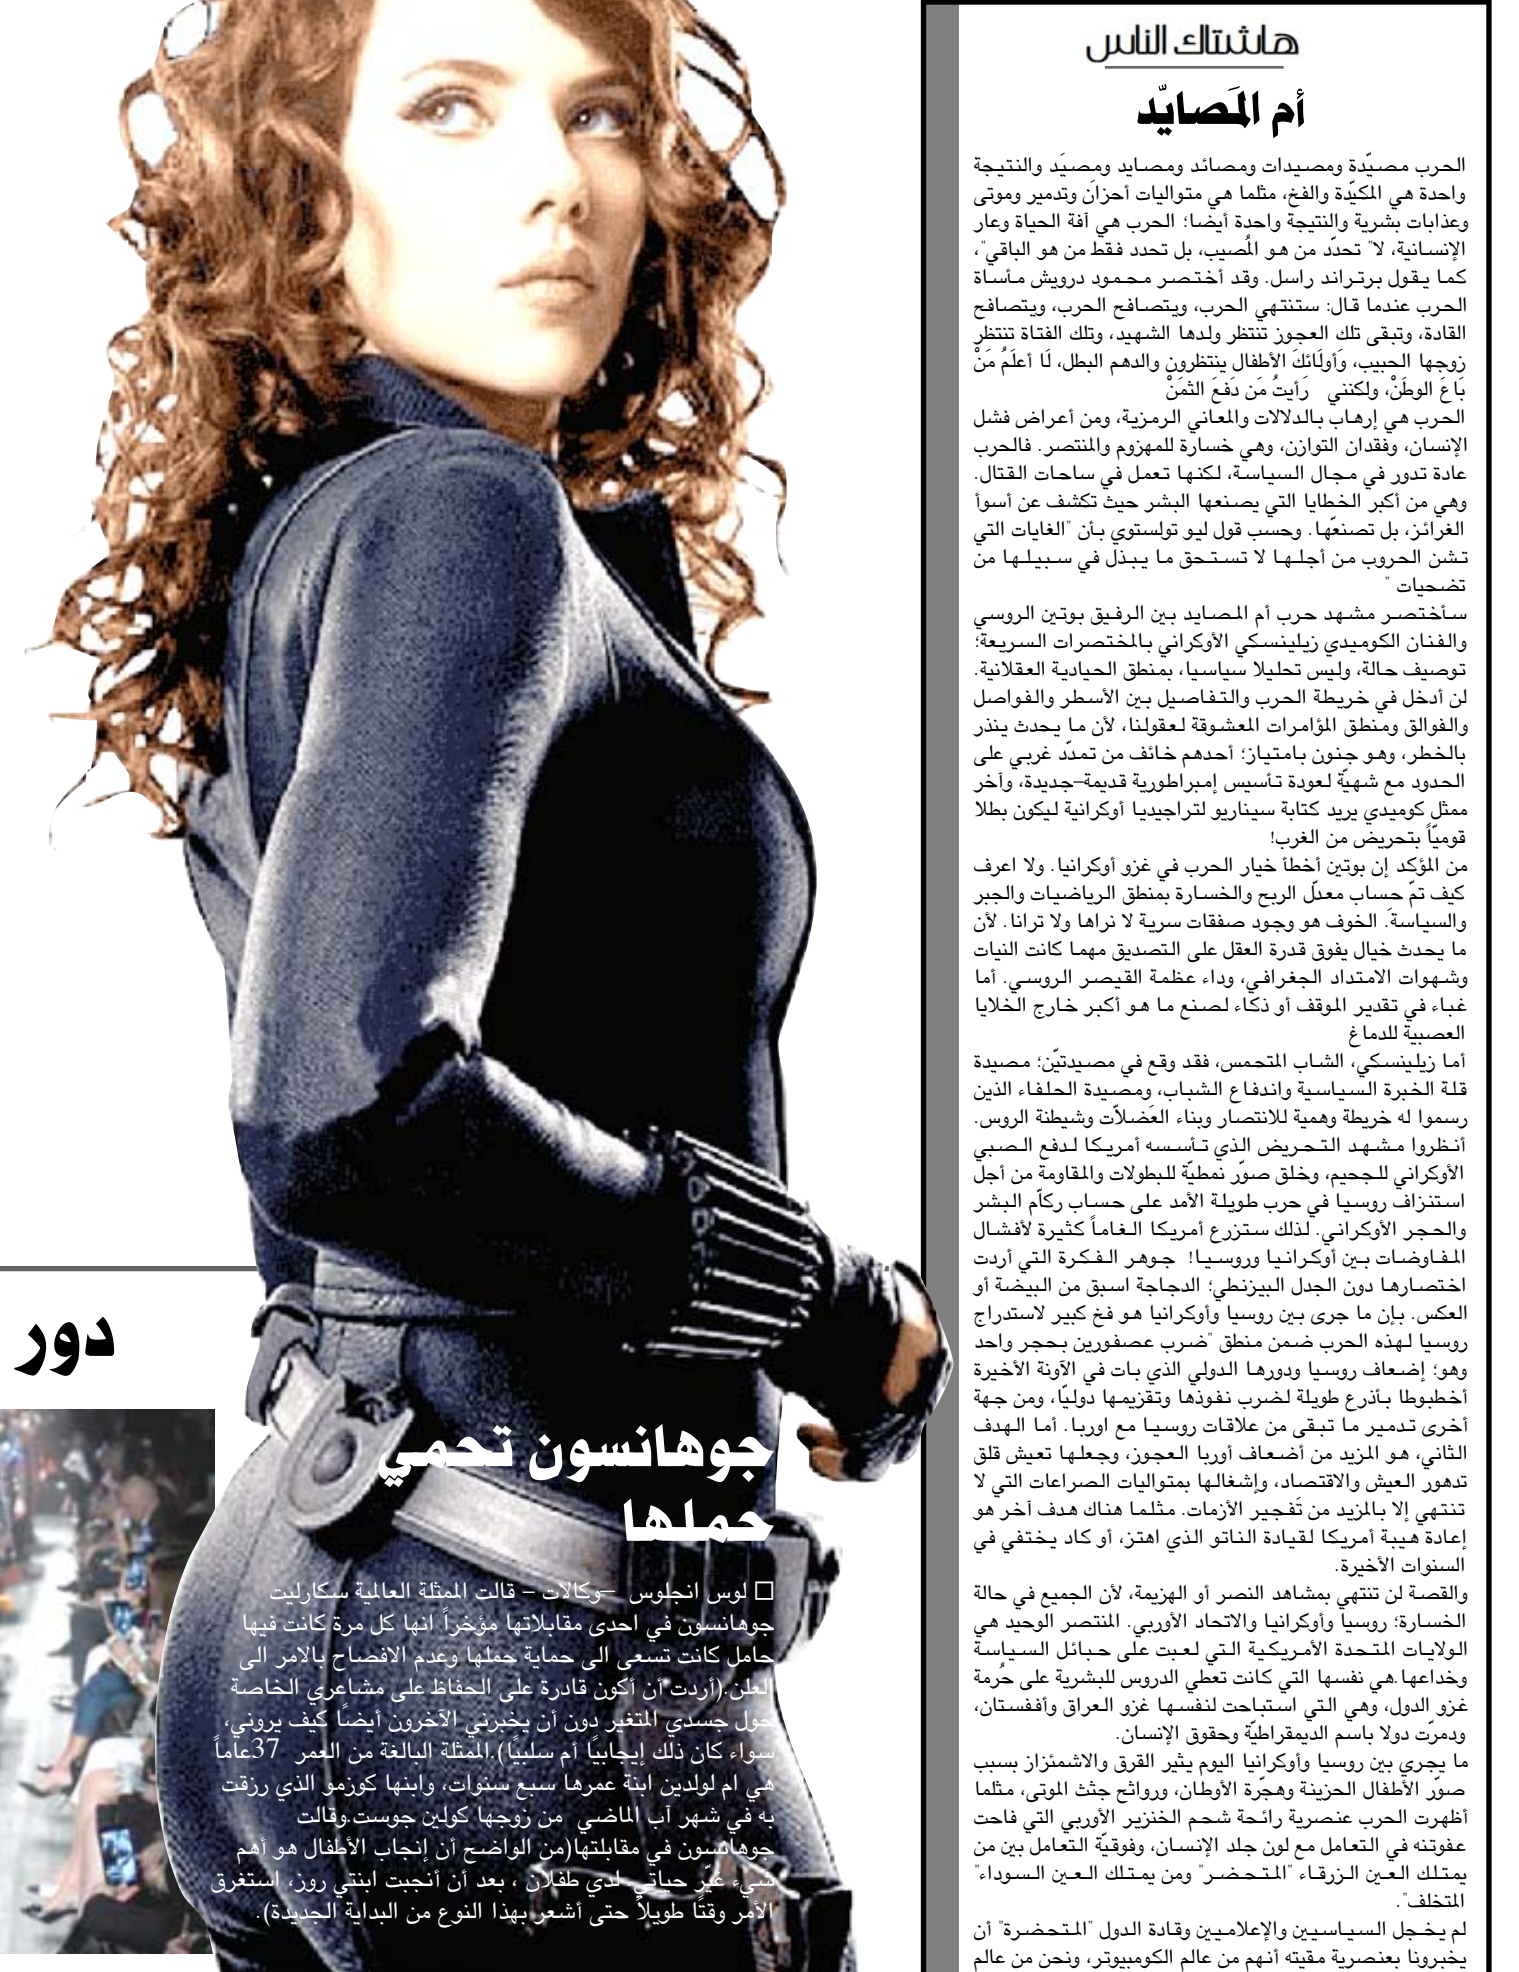 هاشتاك الناس
أم المَصايدّ
الحرب مصيّدة ومصيدات ومصائد ومصايد ومصيَد والنتيجة
واحدة هي المكيّدة والفخ، مثلما هي متواليات أحزان وتدمير وموتى
وعذابات بشرية والنتيجة واحدة أيضا؛ الحرب هي آفة الحياة وعار
الإنسانية، لا" تحدّد من هو المُصيب، بل تحدد فقط من هو الباقي"،
كما يقول برتراند راسل. وقد أختصر محمود درويش مأساة
الحرب عندما قال: ستنتهي الحرب، ويتصافح الحرب، ويتصافح
القادة، وتبقى تلك العجوز تنتظر ولدها الشهيد، وتلك الفتاة تنتظر
زوجها الحبيب، وَأولَائكَ الأطفال ينتظرون والدهم البطل، لَا أعلَمُ مَنْ
بَاعَ الوطَنْ، ولكنني رَأيتُ مَن دَفعَ الثمَنْ
الحرب هي إرهاب بالدلالات والمعاني الرمزية، ومن أعراض فشل
الإنسان، وفقدان التوازن، وهي خسارة للمهزوم والمنتصر. فالحرب
عادة تدور في مجال السياسة، لكنها تعمل في ساحات القتال.
وهي من أكبر الخطايا التي يصنعها البشر حيث تكشف عن أسوأ
الغرائز، بل تصنعّها. وحسب قول ليو تولستوي بأن "الغايات التي
تشن الحروب من أجلها لا تستحق ما يبذل في سبيلها من
تضحيات "
سأختصر مشهد حرب أم المصايد بين الرفيق بوتين الروسي
والفنان الكوميدي زيلينسكي الأوكراني بالمختصرات السريعة؛
توصيف حالة، وليس تحليلا سياسيا، بمنطق الحيادية العقلانية.
لن أدخل في خريطة الحرب والتفاصيل بين الأسطر والفواصل
والفوالق ومنطق المؤامرات المعشوقة لعقولنا، لأن ما يحدث ينذر
بالخطر، وهو جنون بامتياز؛ أحدهم خائف من تمدّد غربي على
الحدود مع شهيّة لعودة تأسيس إمبراطورية قديمة–جديدة، وآخر
ممثل كوميدي يريد كتابة سيناريو لتراجيديا أوكرانية ليكون بطلا
قوميّاً بتحريض من الغرب!
من المؤكد إن بوتين أخطأ خيار الحرب في غزو أوكرانيا. ولا اعرف
كيف تمّ حساب معدلّ الربح والخسارة بمنطق الرياضيات والجبر
والسياسة. الخوف هو وجود صفقات سرية لا نراها ولا ترانا. لأن
ما يحدث خيال يفوق قدرة العقل على التصديق مهما كانت النيات
وشهوات الامتداد الجغرافي، وداء عظمة القيصر الروسي. أما
غباء في تقدير الموقف أو ذكاء لصنع ما هو أكبر خارج الخلايا
العصبية للدماغ
أما زيلينسكي، الشاب المتحمس، فقد وقع في مصيدتيّن؛ مصيدة
قلة الخبرة السياسية واندفاع الشباب، ومصيدة الحلفاء الذين
رسموا له خريطة وهمية للانتصار وبناء العَضلاّت وشيطنة الروس.
أنظروا مشهد التحريض الذي تأسسه أمريكا لدفع الصبي
الأوكراني للجحيم، وخلق صوّر نمطيّة للبطولات والمقاومة من أجل
استنزاف روسيا في حرب طويلة الأمد على حساب ركاّم البشر
والحجر الأوكراني. لذلك ستزرع أمريكا الغاماً كثيرة لأفشال
المفاوضات بين أوكرانيا وروسيا! جوهر الفكرة التي أردت
اختصارها دون الجدل البيزنطي؛ الدجاجة اسبق من البيضة أو
العكس. بإن ما جرى بين روسيا وأوكرانيا هو فخ كبير لاستدراج
روسيا لهذه الحرب ضمن منطق "ضرب عصفورين بحجر واحد
وهو؛ إضعاف روسيا ودورها الدولي الذي بات في الآونة الأخيرة
أخطبوطا بأذرع طويلة لضرب نفوذها وتقزيمها دوليّا، ومن جهة
أخرى تدمير ما تبقى من علاقات روسيا مع اوربا. أما الهدف
الثاني، هو المزيد من أضعاف أوربا العجوز، وجعلها تعيش قلق
تدهور العيش والاقتصاد، وإشغالها بمتواليات الصراعات التي لا
تنتهي إلا بالمزيد من تَفجير الأزمات. مثلما هناك هدف آخر هو
إعادة هيبة أمريكا لقيادة الناتو الذي اهتز، أو كاد يختفي في
السنوات الأخيرة.
والقصة لن تنتهي بمشاهد النصر أو الهزيمة، لأن الجميع في حالة
الخسارة؛ روسيا وأوكرانيا والاتحاد الأوربي. المنتصر الوحيد هي
الولايات المتحدة الأمريكية التي لعبت على حبائل السياسة
وخداعها.هي نفسها التي كانت تعطي الدروس للبشرية على حُرمة
غزو الدول، وهي التي استباحت لنفسها غزو العراق وأفغستان،
ودمرّت دولا باسم الديمقراطيّة وحقوق الإنسان.
ما يجري بين روسيا وأوكرانيا اليوم يثير القرق والاشمئزاز بسبب
صوّر الأطفال الحزينة وهجّرة الأوطان، وروائح جثث الموتى، مثلما
أظهرت الحرب عنصرية رائحة شحم الخنزير الأوربي التي فاحت
عفوتنه في التعامل مع لون جلد الإنسان، وفوقيّة التعامل بين من
يمتلك العين الزرقاء "المتحضر" ومن يمتلك العين السوداء"
المتخلف".
لم يخجل السياسيين والإعلاميين وقادة الدول "المتحضرة" أن
يخبرونا بعنصرية مقيته أنهم من عالم الكومبيوتر، ونحن من عالم
دور
جوهانسون تحمي
حملها
□ لوس انجلوس –وكالات – قالت الممثلة العالمية سكارليت
جوهانسون في احدى مقابلاتها مؤخراً انها كل مرة كانت فيها
حامل كانت تسعى الى حماية حملها وعدم الافصاح بالامر الى
العلن.(أردت أن أكون قادرة على الحفاظ على مشاعري الخاصة
حول جسدي المتغير دون أن يخبرني الآخرون أيضًا كيف يروني،
سواء كان ذلك إيجابيًا أم سلبيًا).الممثلة البالغة من العمر 37عاماً
هي ام لولدين ابنة عمرها سبع سنوات، وابنها كوزمو الذي رزقت
به في شهر آب الماضي من زوجها كولين جوست.وقالت
جوهانسون في مقابلتها(من الواضح أن إنجاب الأطفال هو أهم
شيء غيّر حياتي لدي طفلان ، بعد أن أنجبت ابنتي روز، استغرق
الأمر وقتًا طويلاً حتى أشعر بهذا النوع من البداية الجديدة).